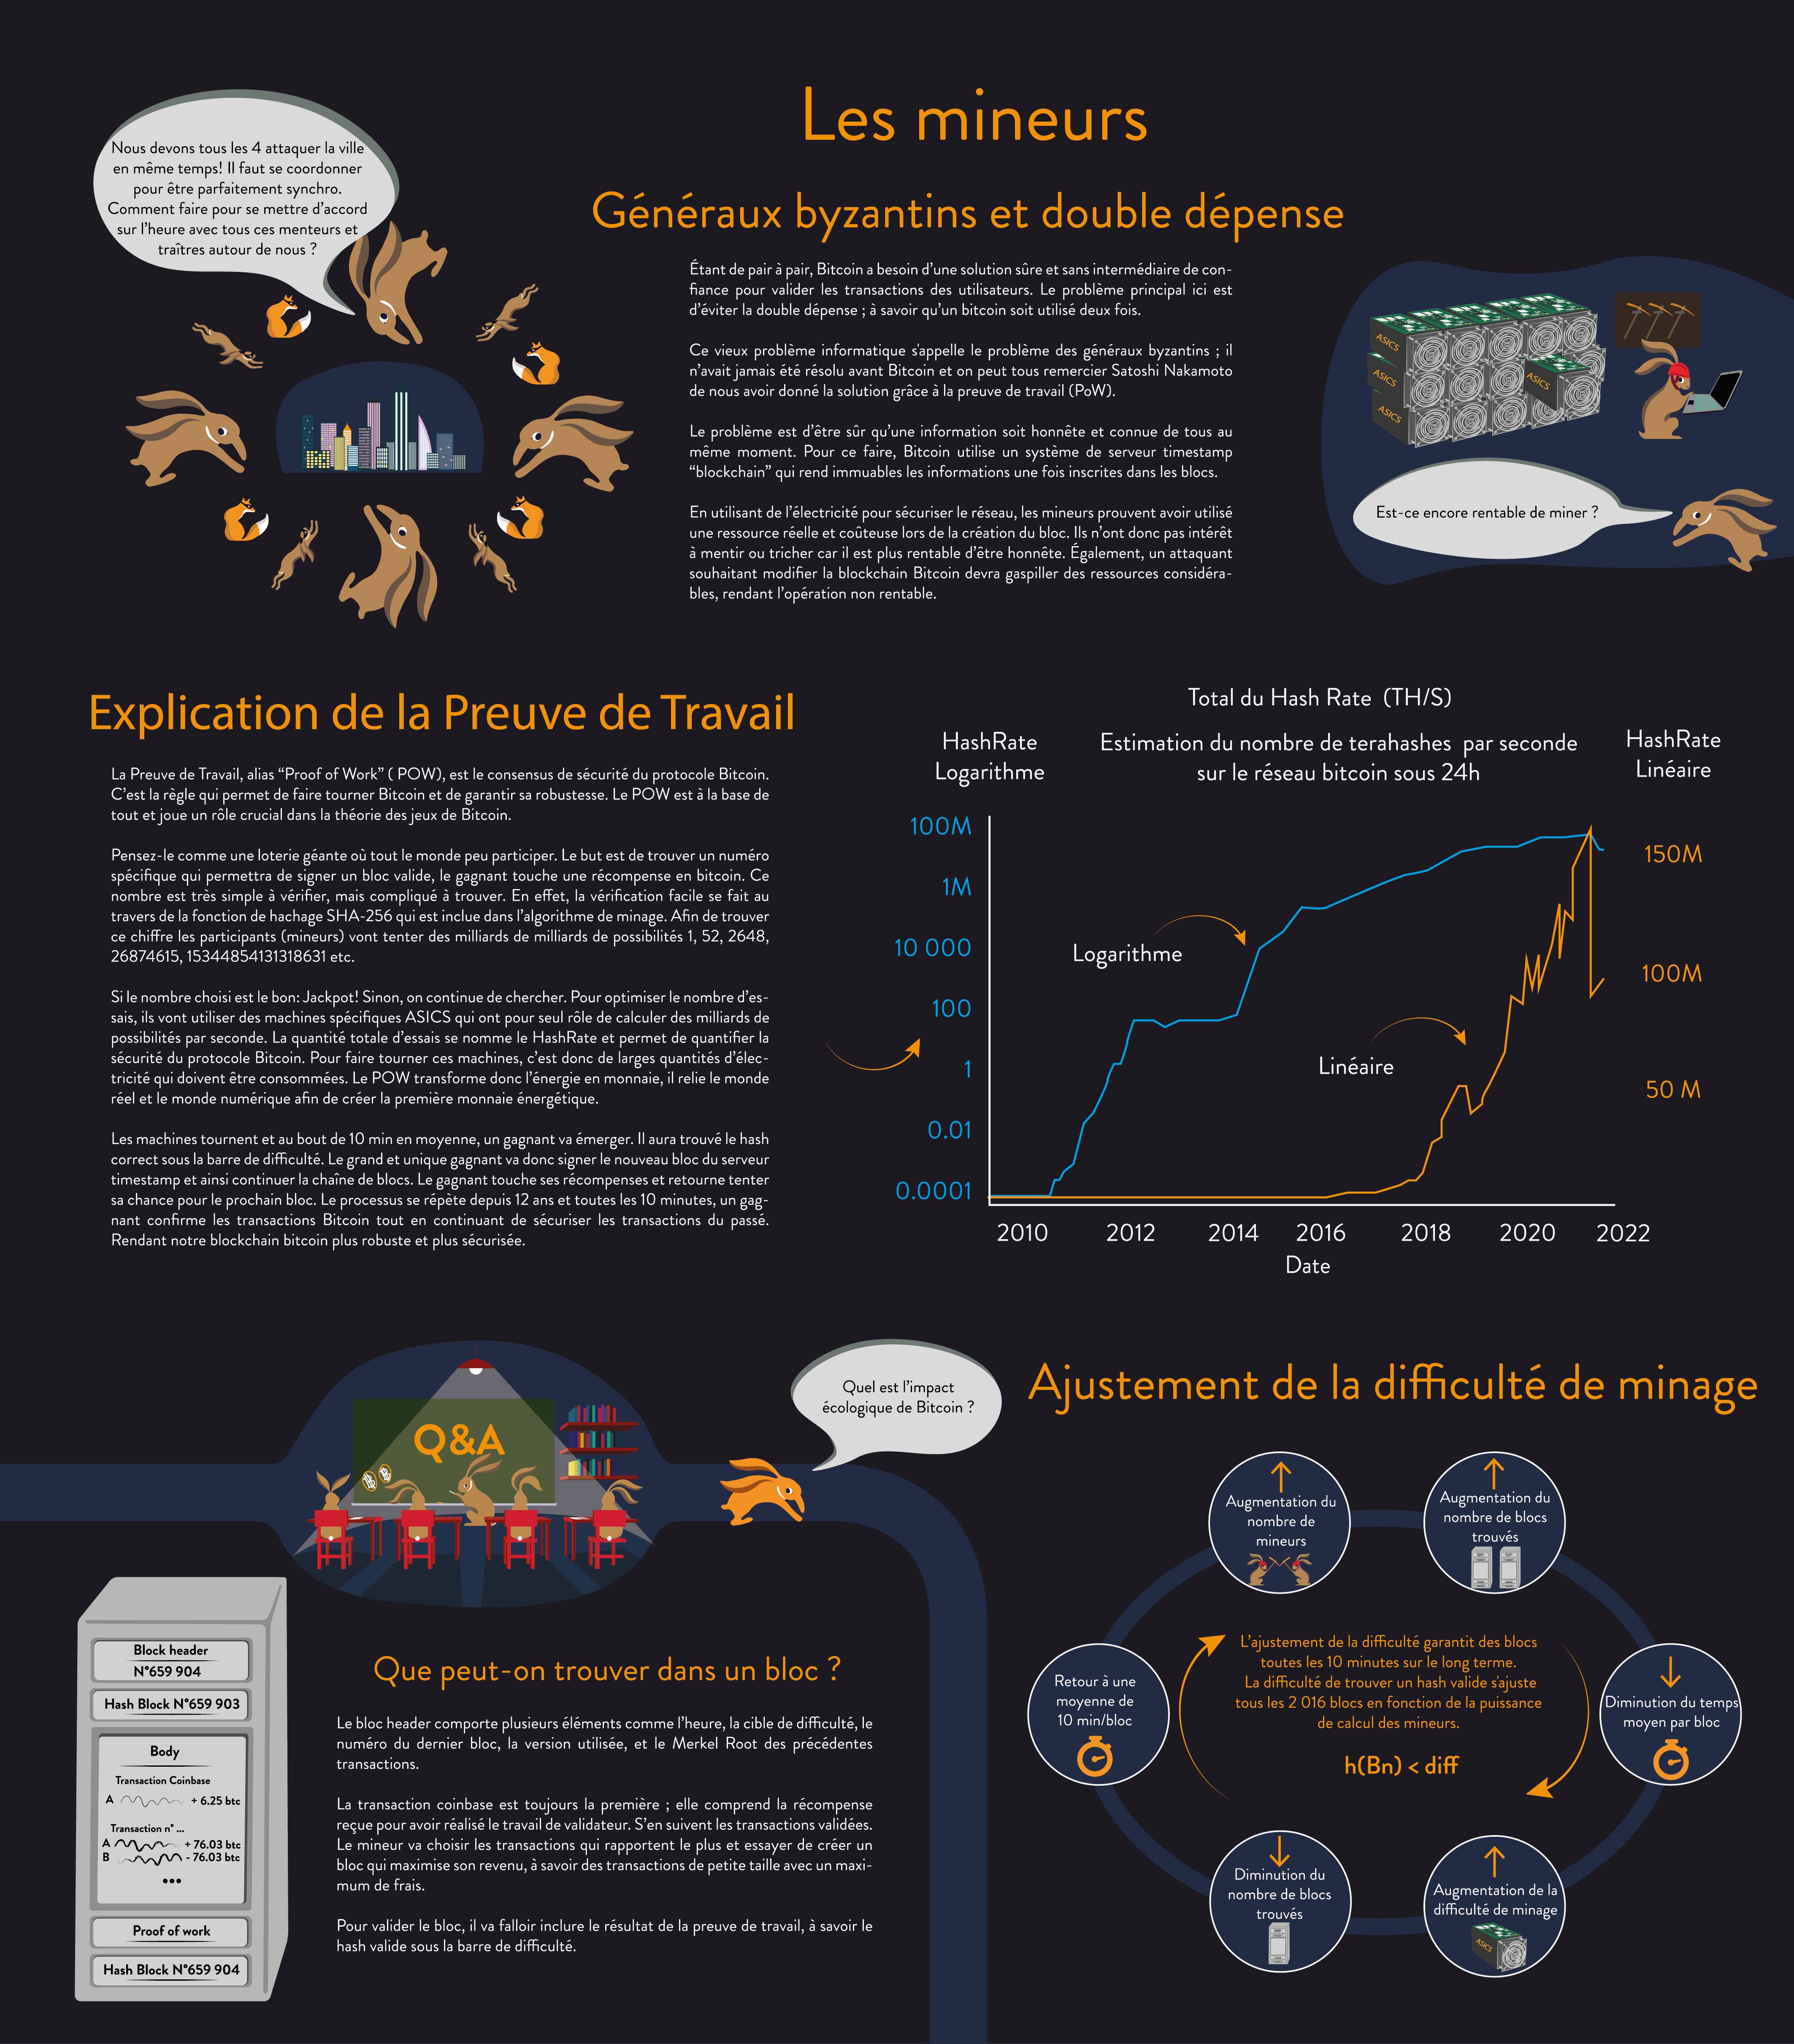 Les mineurs
Nous devons tous les 4 attaquer la ville
en même temps! Il faut se coordonner
pour être parfaitement synchro.
Comment faire pour se mettre d'accord
sur l'heure avec tous ces menteurs et
traîtres autour de nous ?
Généraux byzantins et double dépense
Étant de pair à pair, Bitcoin a besoin d'une solution sûre et sans intermédiaire de con-
fiance pour valider les transactions des utilisateurs. Le problème principal ici est
d'éviter la double dépense ; à savoir qu'un bitcoin soit utilisé deux fois.
Ce vieux problème informatique s'appelle le problème des généraux byzantins ; il
n'avait jamais été résolu avant Bitcoin et on peut tous remercier Satoshi Nakamoto
de nous avoir donné la solution grâce à la preuve de travail (PoW).
Le problème est d'être sûr qu'une information soit honnête et connue de tous au
même moment. Pour ce faire, Bitcoin utilise un système de serveur timestamp
“blockchain” qui rend immuables les informations une fois inscrites dans les blocs.
En utilisant de l'électricité pour sécuriser le réseau, les mineurs prouvent avoir utilisé
une ressource réelle et coûteuse lors de la création du bloc. Ils n'ont donc pas intérêt
à mentir ou tricher car il est plus rentable d'être honnête. Également, un attaquant
souhaitant modifier la blockchain Bitcoin devra gaspiller des ressources considéra-
bles, rendant l'opération non rentable.
ASICS
ASICS
ASICS
ASICS
Est-ce encore rentable de miner ?
Explication de la Preuve de Travail
La Preuve de Travail, alias “Proof of Work” ( POW), est le consensus de sécurité du protocole Bitcoin.
C'est la règle qui permet de faire tourner Bitcoin et de garantir sa robustesse. Le POW est à la base de
tout et joue un rôle crucial dans la théorie des jeux de Bitcoin.
Pensez-le comme une loterie géante où tout le monde peu participer. Le but est de trouver un numéro
spécifique qui permettra de signer un bloc valide, le gagnant touche une récompense en bitcoin. Ce
nombre est très simple à vérifier, mais compliqué à trouver. En effet, la vérification facile se fait au
travers de la fonction de hachage SHA-256 qui est inclue dans l'algorithme de minage. Afin de trouver
ce chiffre les participants (mineurs) vont tenter des milliards de milliards de possibilités 1, 52, 2648,
26874615, 15344854131318631 etc.
Si le nombre choisi est le bon: Jackpot! Sinon, on continue de chercher. Pour optimiser le nombre d'es-
sais, ils vont utiliser des machines spécifiques ASICS qui ont pour seul rôle de calculer des milliards de
possibilités par seconde. La quantité totale d'essais se nomme le HashRate et permet de quantifier la
sécurité du protocole Bitcoin. Pour faire tourner ces machines, c'est donc de larges quantités d'élec-
tricité qui doivent être consommées. Le POW transforme donc l'énergie en monnaie, il relie le monde
réel et le monde numérique afin de créer la première monnaie énergétique.
Les machines tournent et au bout de 10 min en moyenne, un gagnant va émerger. Il aura trouvé le hash
correct sous la barre de difficulté. Le grand et unique gagnant va donc signer le nouveau bloc du serveur
timestamp et ainsi continuer la chaîne de blocs. Le gagnant touche ses récompenses et retourne tenter
sa chance pour le prochain bloc. Le processus se répète depuis 12 ans et toutes les 10 minutes, un gag-
nant confirme les transactions Bitcoin tout en continuant de sécuriser les transactions du passé.
Rendant notre blockchain bitcoin plus robuste et plus sécurisée.
Total du Hash Rate (TH/S)
Estimation du nombre de terahashes par seconde
sur le réseau bitcoin sous 24h
HashRate
Logarithme
HashRate
Linéaire
100M
1M
10 000
100
1
0.01
0.0001
Logarithme
Linéaire
150M
100M
50 M
2010 2012 2014 2016 2018 2020 2022
Date
Q&A
Quel est l'impact
écologique de Bitcoin ?
Block header
N°659 904
Hash Block N°659 903
Body
Transaction Coinbase
A + 6.25 btc
Transaction n° ...
A + 76.03 btc
B - 76.03 btc
•••
Proof of work
Hash Block N°659 904
Que peut-on trouver dans un bloc ?
Le bloc header comporte plusieurs éléments comme l'heure, la cible de difficulté, le
numéro du dernier bloc, la version utilisée, et le Merkel Root des précédentes
transactions.
La transaction coinbase est toujours la première ; elle comprend la récompense
reçue pour avoir réalisé le travail de validateur. S'en suivent les transactions validées.
Le mineur va choisir les transactions qui rapportent le plus et essayer de créer un
bloc qui maximise son revenu, à savoir des transactions de petite taille avec un maxi-
mum de frais.
Pour valider le bloc, il va falloir inclure le résultat de la preuve de travail, à savoir le
hash valide sous la barre de difficulté.
Ajustement de la difficulté de minage
Augmentation du
nombre de
mineurs
Augmentation du
nombre de blocs
trouvés
Diminution du temps
moyen par bloc
Augmentation de la
difficulté de minage
ASICS
Diminution du
nombre de blocs
trouvés
Retour à une
moyenne de
10 min/bloc
L'ajustement de la difficulté garantit des blocs
toutes les 10 minutes sur le long terme.
La difficulté de trouver un hash valide s'ajuste
tous les 2 016 blocs en fonction de la puissance
de calcul des mineurs.
h(Bn) < diff